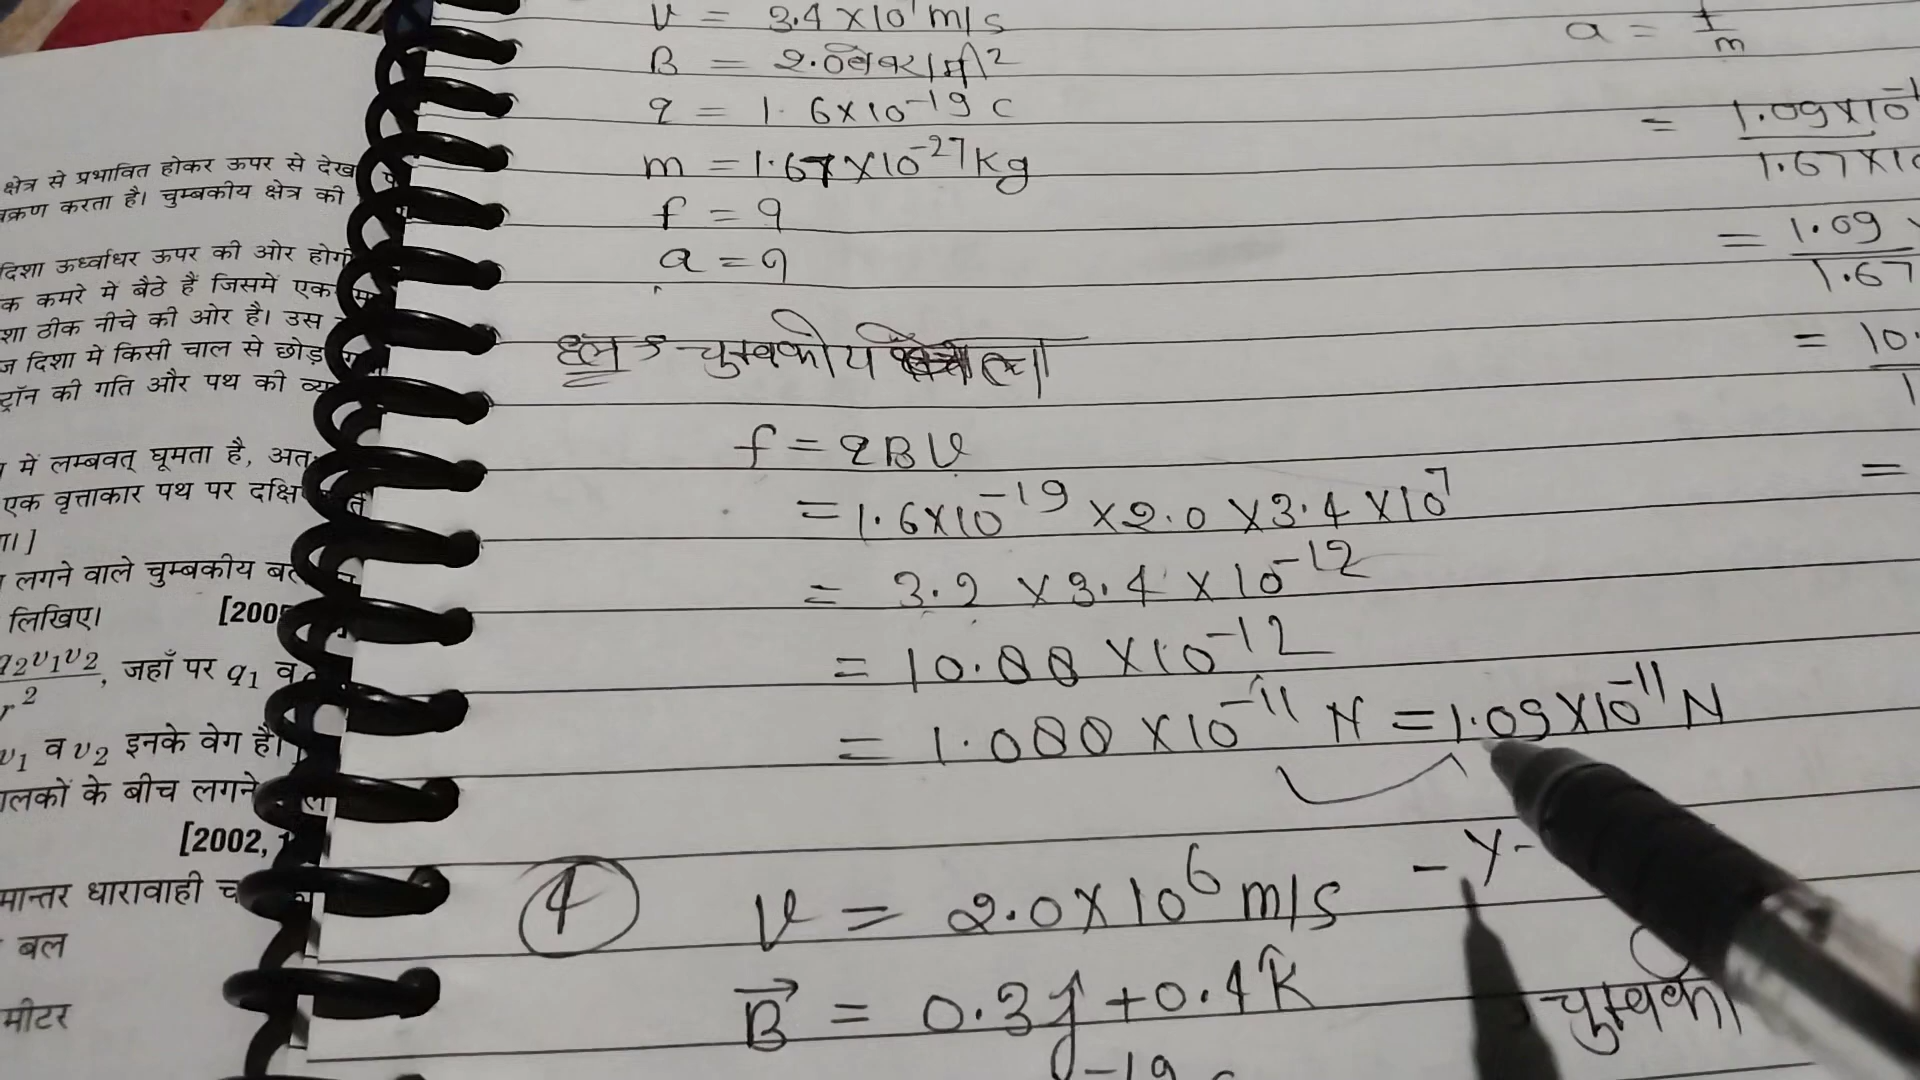 क्षेत्र से प्रभावित होकर ऊपर से देख
करता है। चुम्बकीय क्षेत्र की
दिशा ऊर्ध्वाधर ऊपर की ओर होगी
क कमरे में बैठे हैं जिसमें एक
शा ठीक नीचे की ओर है। उस
ज दिशा में किसी चाल से छोड़
ट्रॉन की गति और पथ की
में लम्बवत् घूमता है, अतः
एक वृत्ताकार पथ पर
लगने वाले चुम्बकीय
लिखिए। [200
q2v1v2 / r2, जहाँ पर q1 व
v1 व v2 इनके वेग है।
के बीच लगने
[2002,
मान्तर धारावाही
बल
मीटर
v = 3.4 × 10⁷ m/s
B = 2.0 वेबर/मी²
q = 1.6 × 10⁻¹⁹ C
m = 1.67 × 10⁻²⁷ kg
f = ?
a = ?
हल - चुम्बकीय बल
f = qBv
= 1.6 × 10⁻¹⁹ × 2.0 × 3.4 × 10⁷
= 3.2 × 3.4 × 10⁻¹²
= 10.88 × 10⁻¹²
= 1.088 × 10⁻¹¹ N = 1.09 × 10⁻¹¹ N
④ v = 2.0 × 10⁶ m/s - y-
B⃗ = 0.3ĵ + 0.4k̂
a = f/m
= 1.09 × 10⁻¹ / 1.67 × 10
= 1.09 / 1.67
= 10. / 1
=